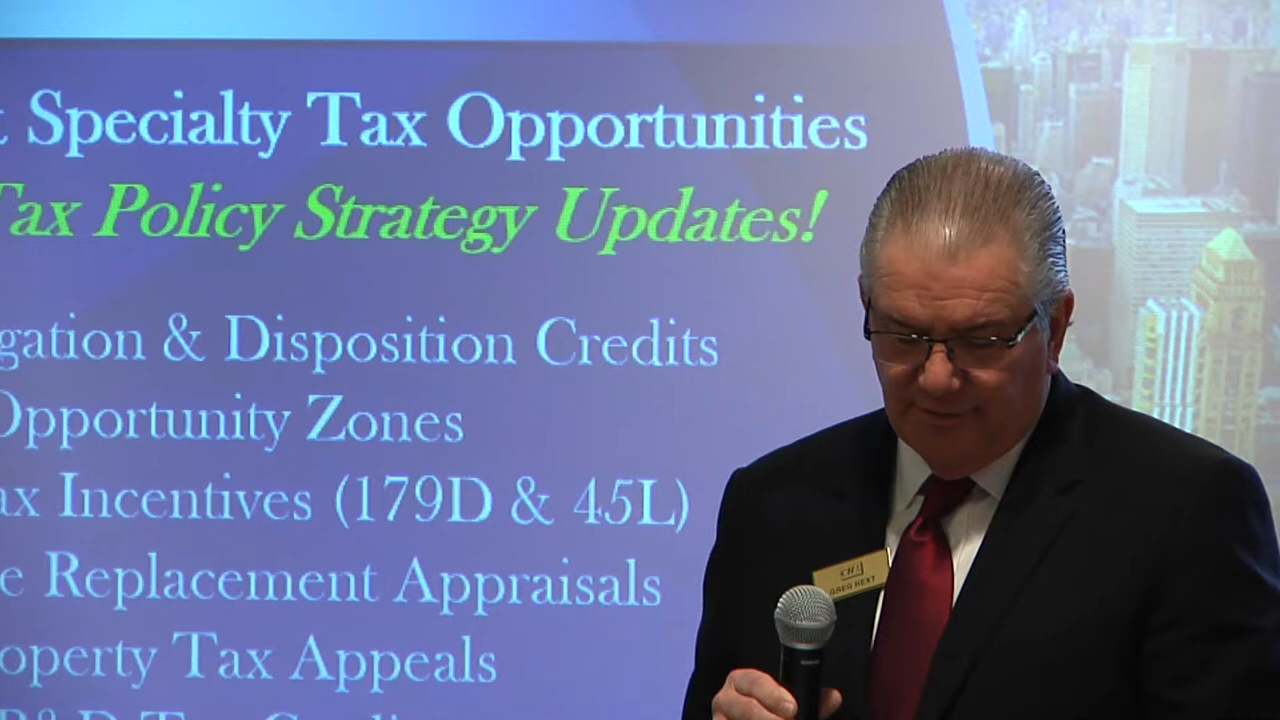 Specialty Tax Opportunities
Tax Policy Strategy Updates!
gation & Disposition Credits
Opportunity Zones
ax Incentives (179D & 45L)
e Replacement Appraisals
operty Tax Appeals
GREG NEXT